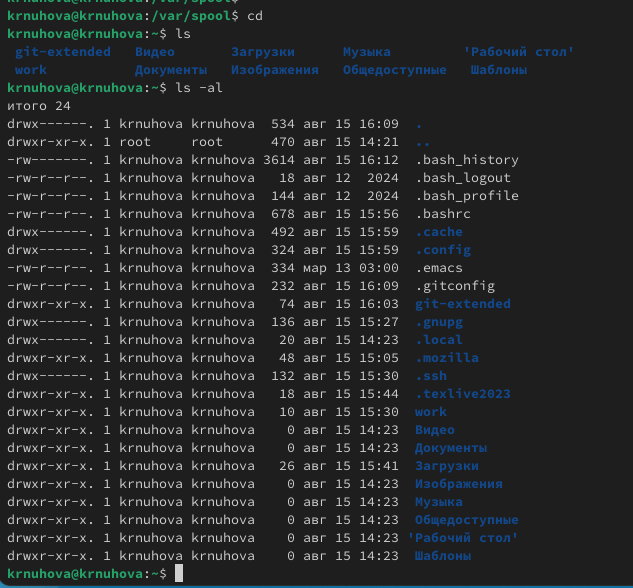 krnuhova@krnuhova:/var/spool$
krnuhova@krnuhova:/var/spool$ cd
krnuhova@krnuhova:~$ ls
git-extended Видео Загрузки Музыка 'Рабочий стол'
work Документы Изображения Общедоступные Шаблоны
krnuhova@krnuhova:~$ ls -al
итого 24
drwx------. 1 krnuhova krnuhova 534 авг 15 16:09 .
drwxr-xr-x. 1 root root 470 авг 15 14:21 ..
-rw-------. 1 krnuhova krnuhova 3614 авг 15 16:12 .bash_history
-rw-r--r--. 1 krnuhova krnuhova 18 авг 12 2024 .bash_logout
-rw-r--r--. 1 krnuhova krnuhova 144 авг 12 2024 .bash_profile
-rw-r--r--. 1 krnuhova krnuhova 678 авг 15 15:56 .bashrc
drwx------. 1 krnuhova krnuhova 492 авг 15 15:59 .cache
drwx------. 1 krnuhova krnuhova 324 авг 15 15:59 .config
-rw-r--r--. 1 krnuhova krnuhova 334 мар 13 03:00 .emacs
-rw-r--r--. 1 krnuhova krnuhova 232 авг 15 16:09 .gitconfig
drwxr-xr-x. 1 krnuhova krnuhova 74 авг 15 16:03 git-extended
drwx------. 1 krnuhova krnuhova 136 авг 15 15:27 .gnupg
drwx------. 1 krnuhova krnuhova 20 авг 15 14:23 .local
drwxr-xr-x. 1 krnuhova krnuhova 48 авг 15 15:05 .mozilla
drwx------. 1 krnuhova krnuhova 132 авг 15 15:30 .ssh
drwxr-xr-x. 1 krnuhova krnuhova 18 авг 15 15:44 .texlive2023
drwxr-xr-x. 1 krnuhova krnuhova 10 авг 15 15:30 work
drwxr-xr-x. 1 krnuhova krnuhova 0 авг 15 14:23 Видео
drwxr-xr-x. 1 krnuhova krnuhova 0 авг 15 14:23 Документы
drwxr-xr-x. 1 krnuhova krnuhova 26 авг 15 15:41 Загрузки
drwxr-xr-x. 1 krnuhova krnuhova 0 авг 15 14:23 Изображения
drwxr-xr-x. 1 krnuhova krnuhova 0 авг 15 14:23 Музыка
drwxr-xr-x. 1 krnuhova krnuhova 0 авг 15 14:23 Общедоступные
drwxr-xr-x. 1 krnuhova krnuhova 0 авг 15 14:23 'Рабочий стол'
drwxr-xr-x. 1 krnuhova krnuhova 0 авг 15 14:23 Шаблоны
krnuhova@krnuhova:~$